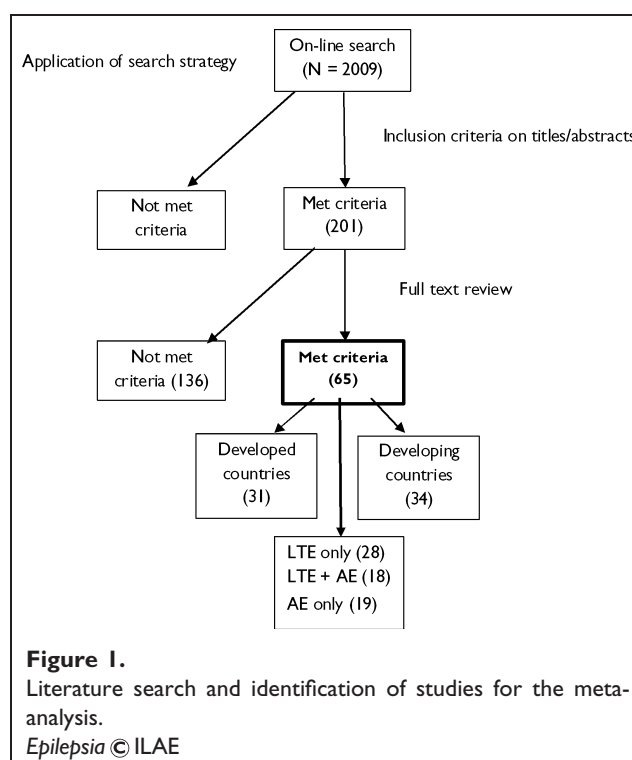 Application of search strategy
On-line search
(N = 2009)
Inclusion criteria on titles/abstracts
Not met
criteria
Met criteria
(201)
Full text review
Not met
criteria (136)
Met criteria
(65)
Developed
countries
(31)
Developing
countries
(34)
LTE only (28)
LTE + AE (18)
AE only (19)
Figure 1.
Literature search and identification of studies for the meta-
analysis.
Epilepsia © ILAE